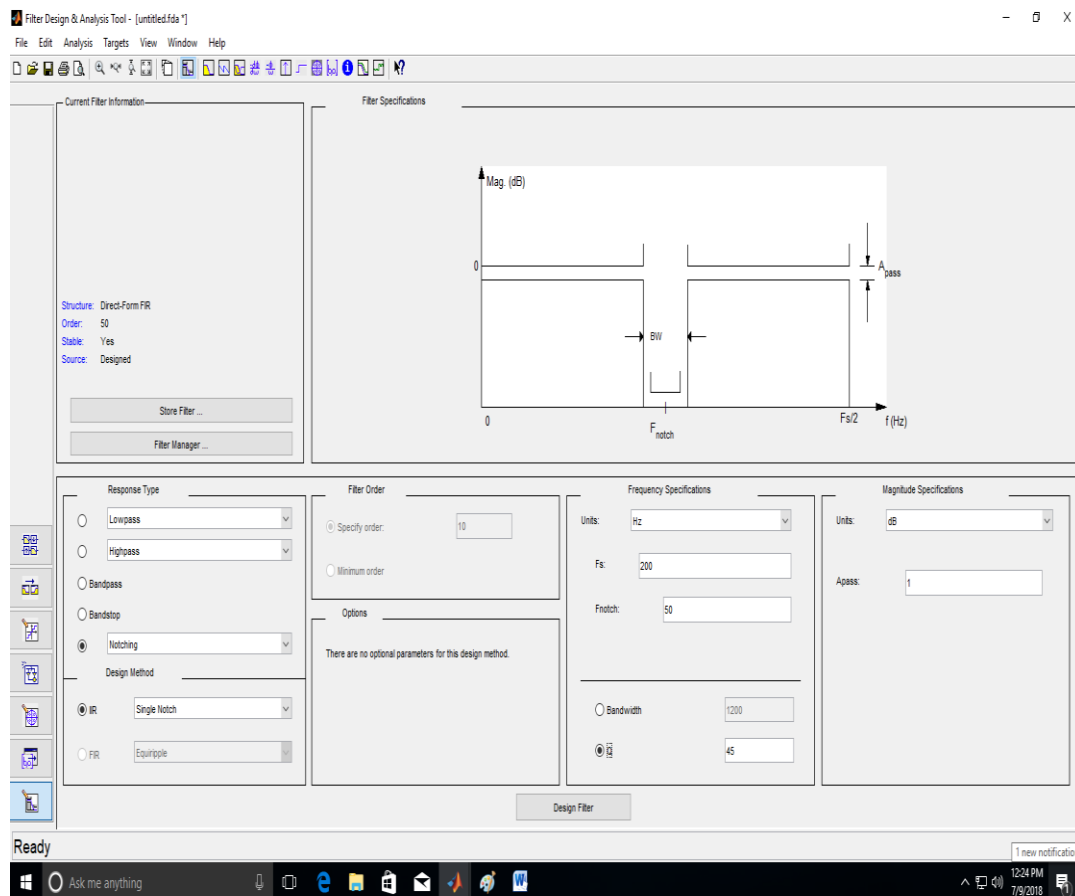 Filter Design & Analysis Tool - [untitled.fda *]
File Edit Analysis Targets View Window Help
Current Filter Information
Structure: Direct-Form FIR
Order: 50
Stable: Yes
Source: Designed
Store Filter ...
Filter Manager ...
Filter Specifications
Mag. (dB)
0
A pass
BW
0
F notch
Fs/2
f (Hz)
Response Type
Lowpass
Highpass
Bandpass
Bandstop
Notching
Design Method
IIR Single Notch
FIR Equiripple
Filter Order
Specify order: 10
Minimum order
Options
There are no optional parameters for this design method.
Frequency Specifications
Units: Hz
Fs: 200
Fnotch: 50
Bandwidth 1200
Q 45
Magnitude Specifications
Units: dB
Apass: 1
Design Filter
Ready
1 new notificatio
Ask me anything
12:24 PM
7/9/2018